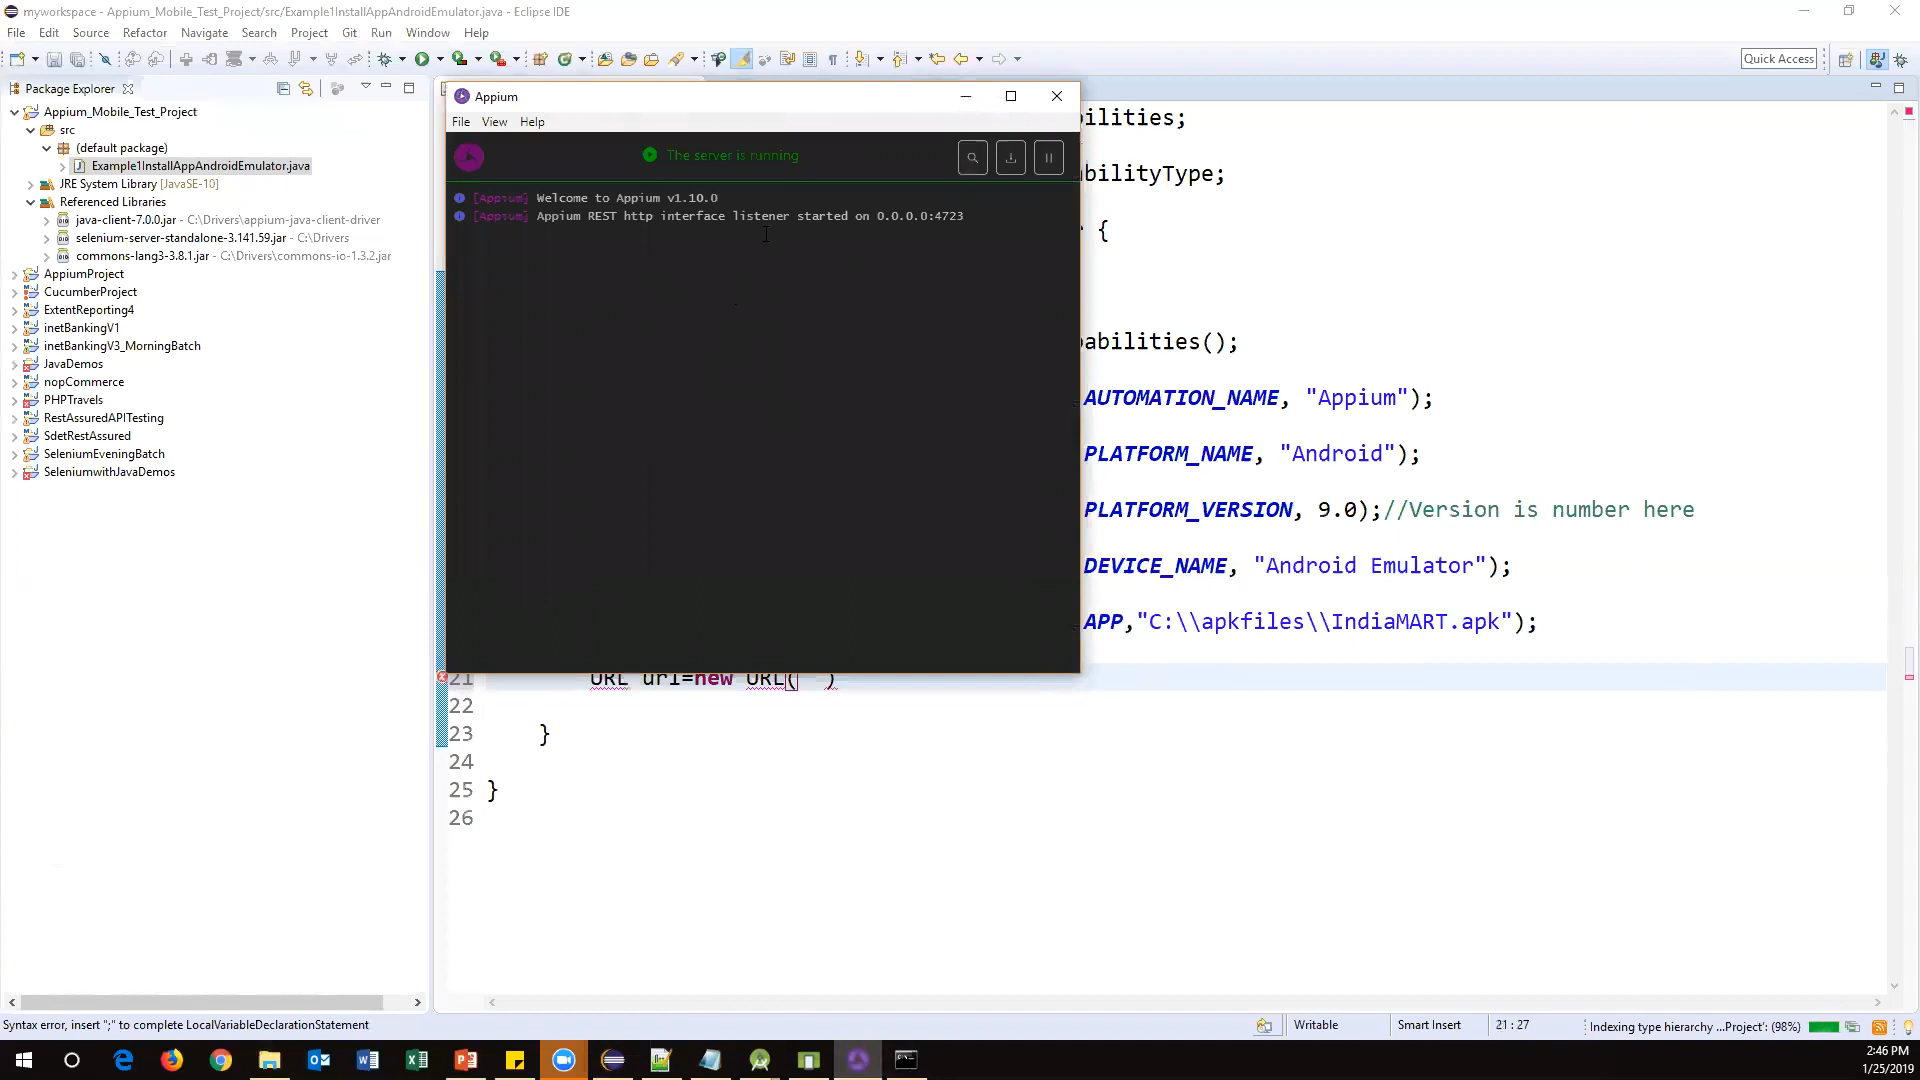 myworkspace - Appium_Mobile_Test_Project/src/Example1InstallAppAndroidEmulator.java - Eclipse IDE
File Edit Source Refactor Navigate Search Project Git Run Window Help
Quick Access
Package Explorer
Appium_Mobile_Test_Project
src
(default package)
Example1InstallAppAndroidEmulator.java
JRE System Library [JavaSE-10]
Referenced Libraries
java-client-7.0.0.jar - C:\Drivers\appium-java-client-driver
selenium-server-standalone-3.141.59.jar - C:\Drivers
commons-lang3-3.8.1.jar - C:\Drivers\commons-io-1.3.2.jar
AppiumProject
CucumberProject
ExtentReporting4
inetBankingV1
inetBankingV3_MorningBatch
JavaDemos
nopCommerce
PHPTravels
RestAssuredAPITesting
SdetRestAssured
SeleniumEveningBatch
SeleniumwithJavaDemos
Appium
File View Help
The server is running
[Appium] Welcome to Appium v1.10.0
[Appium] Appium REST http interface listener started on 0.0.0.0:4723
abilities;
abilityType;
r {
pabilities();
AUTOMATION_NAME, "Appium");
PLATFORM_NAME, "Android");
PLATFORM_VERSION, 9.0);//Version is number here
DEVICE_NAME, "Android Emulator");
APP,"C:\\apkfiles\\IndiaMART.apk");
21 URL url=new URL( )
22
23 }
24
25 }
26
Syntax error, insert ";" to complete LocalVariableDeclarationStatement
Writable Smart Insert 21 : 27 Indexing type hierarchy ...Project': (98%)
2:46 PM
1/25/2019